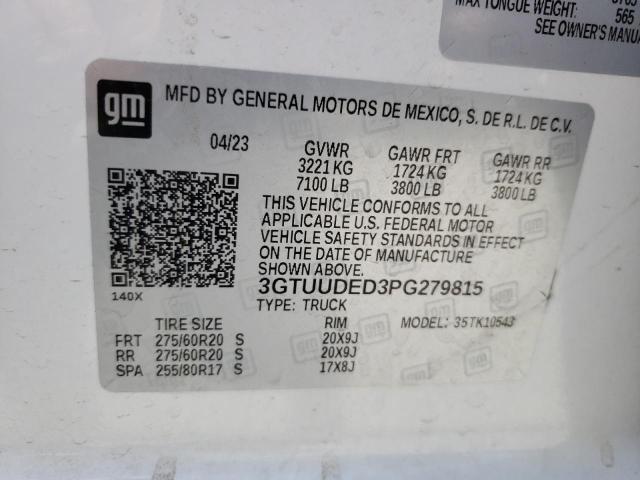 MAX TONGUE WEIGHT: 565
SEE OWNER'S MANUA
gm
MFD BY GENERAL MOTORS DE MEXICO, S. DE R.L. DE C.V.
04/23 GVWR GAWR FRT GAWR RR
3221 KG 1724 KG 1724 KG
7100 LB 3800 LB 3800 LB
THIS VEHICLE CONFORMS TO ALL
APPLICABLE U.S. FEDERAL MOTOR
VEHICLE SAFETY STANDARDS IN EFFECT
ON THE DATE OF MANUFACTURE
SHOWN ABOVE.
3GTUUDED3PG279815
140X TYPE: TRUCK MODEL: 35TK10543
TIRE SIZE RIM
FRT 275/60R20 S 20X9J
RR 275/60R20 S 20X9J
SPA 255/80R17 S 17X8J